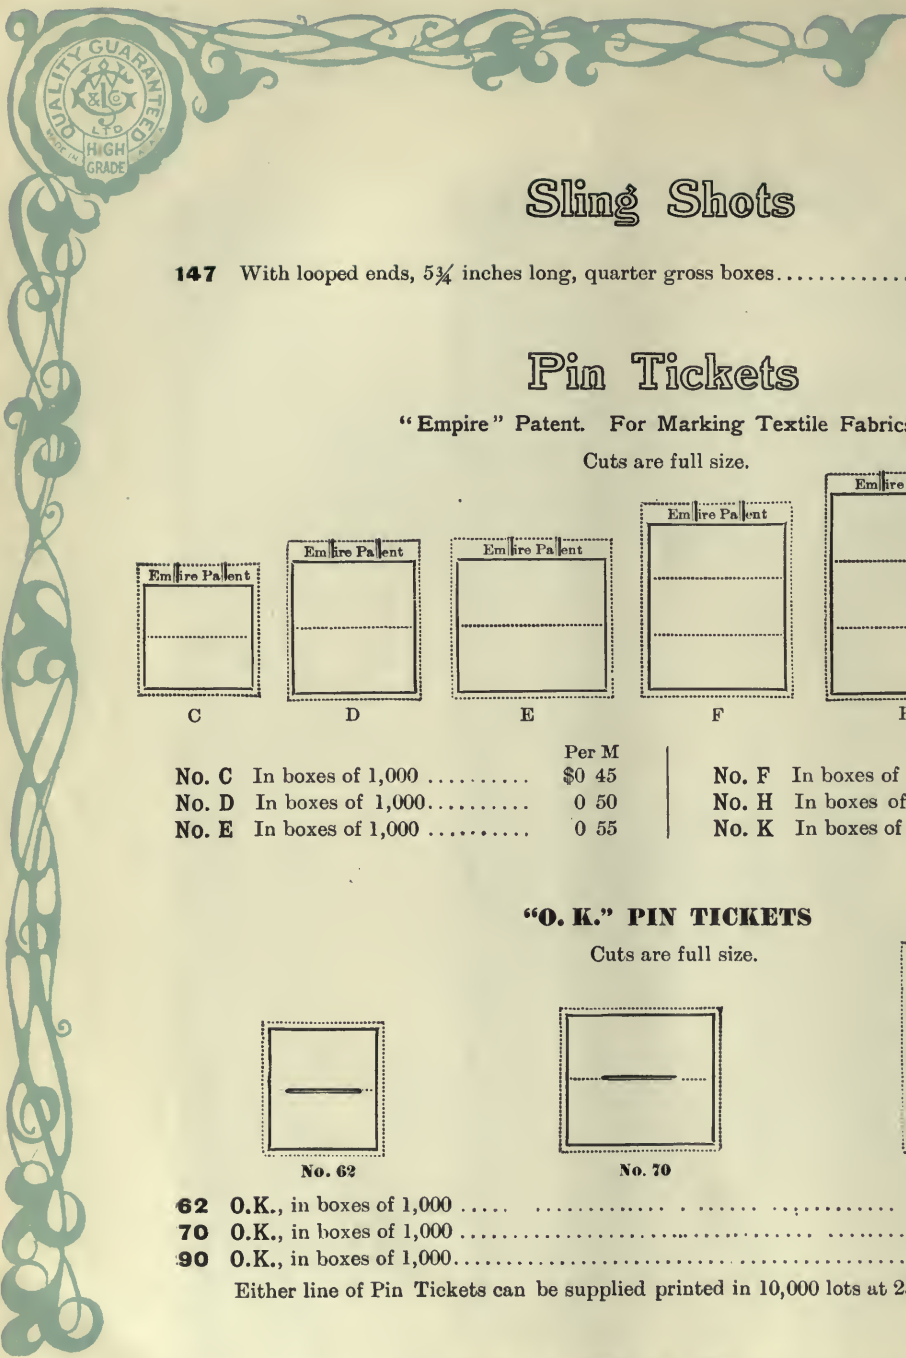 QUALITY GUARANTEED
W G & Co
LTD
MADE IN
HIGH
GRADE
Sling Shots
147 With looped ends, 5¾ inches long, quarter gross boxes.............
Pin Tickets
“Empire” Patent. For Marking Textile Fabrics
Cuts are full size.
Empire Patent
Empire Patent
Empire Patent
Empire Patent
Empire
C D E F
Per M
No. C In boxes of 1,000 .......... $0 45
No. D In boxes of 1,000.......... 0 50
No. E In boxes of 1,000 .......... 0 55
No. F In boxes of
No. H In boxes of
No. K In boxes of
“O. K.” PIN TICKETS
Cuts are full size.
No. 62 No. 70
62 O.K., in boxes of 1,000 .....
70 O.K., in boxes of 1,000 .....
90 O.K., in boxes of 1,000.....
Either line of Pin Tickets can be supplied printed in 10,000 lots at